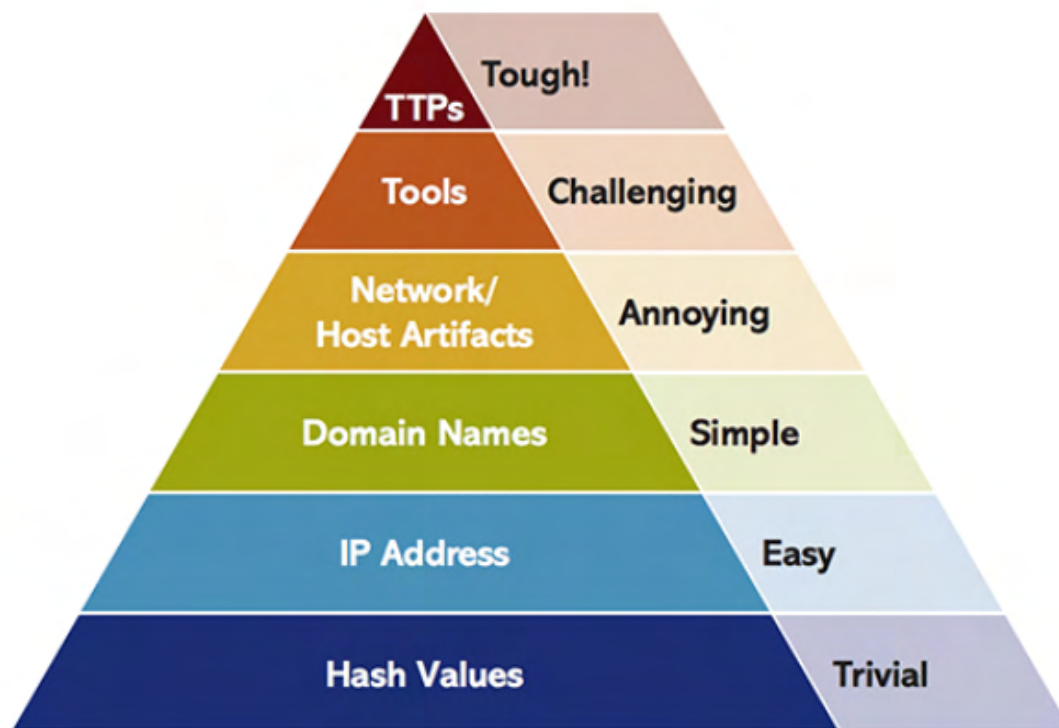 Tough!
TTPs
Tools
Challenging
Network/
Host Artifacts
Annoying
Domain Names
Simple
IP Address
Easy
Hash Values
Trivial